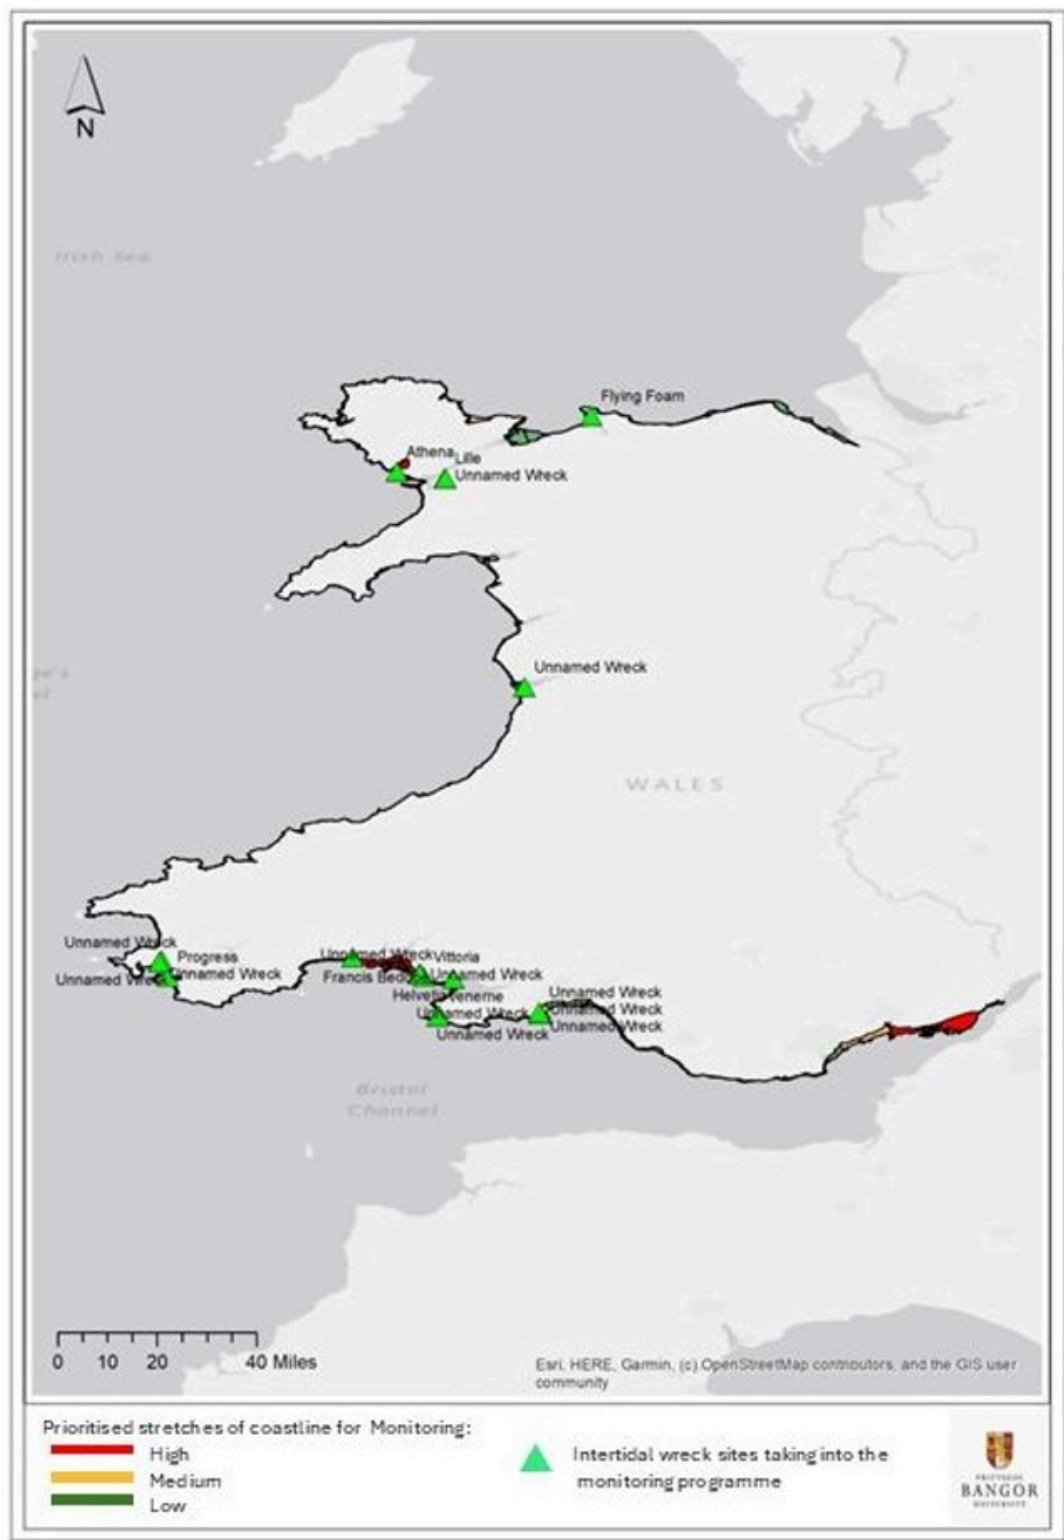 N
Irish Sea
Flying Foam
Athena
Lille
Unnamed Wreck
Unnamed Wreck
WALES
Unnamed Wreck
Progress
Unnamed Wreck
Unnamed Wreck
Unnamed Wreck
Vittoria
Francis
Unnamed Wreck
Helvetia
Unnamed Wreck
Unnamed Wreck
Unnamed Wreck
Unnamed Wreck
Unnamed Wreck
Bristol
Channel
0 10 20 40 Miles
Esri, HERE, Garmin, (c) OpenStreetMap contributors, and the GIS user
community
Prioritised stretches of coastline for Monitoring:
High
Medium
Low
Intertidal wreck sites taking into the
monitoring programme
PRIFYSGOL
BANGOR
UNIVERSITY